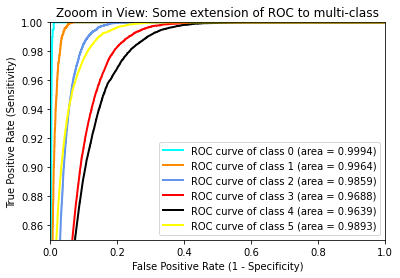 Zooom in View: Some extension of ROC to multi-class
True Positive Rate (Sensitivity)
1.00
0.98
0.96
0.94
0.92
0.90
0.88
0.86
ROC curve of class 0 (area = 0.9994)
ROC curve of class 1 (area = 0.9964)
ROC curve of class 2 (area = 0.9859)
ROC curve of class 3 (area = 0.9688)
ROC curve of class 4 (area = 0.9639)
ROC curve of class 5 (area = 0.9893)
0.0 0.2 0.4 0.6 0.8 1.0
False Positive Rate (1 - Specificity)